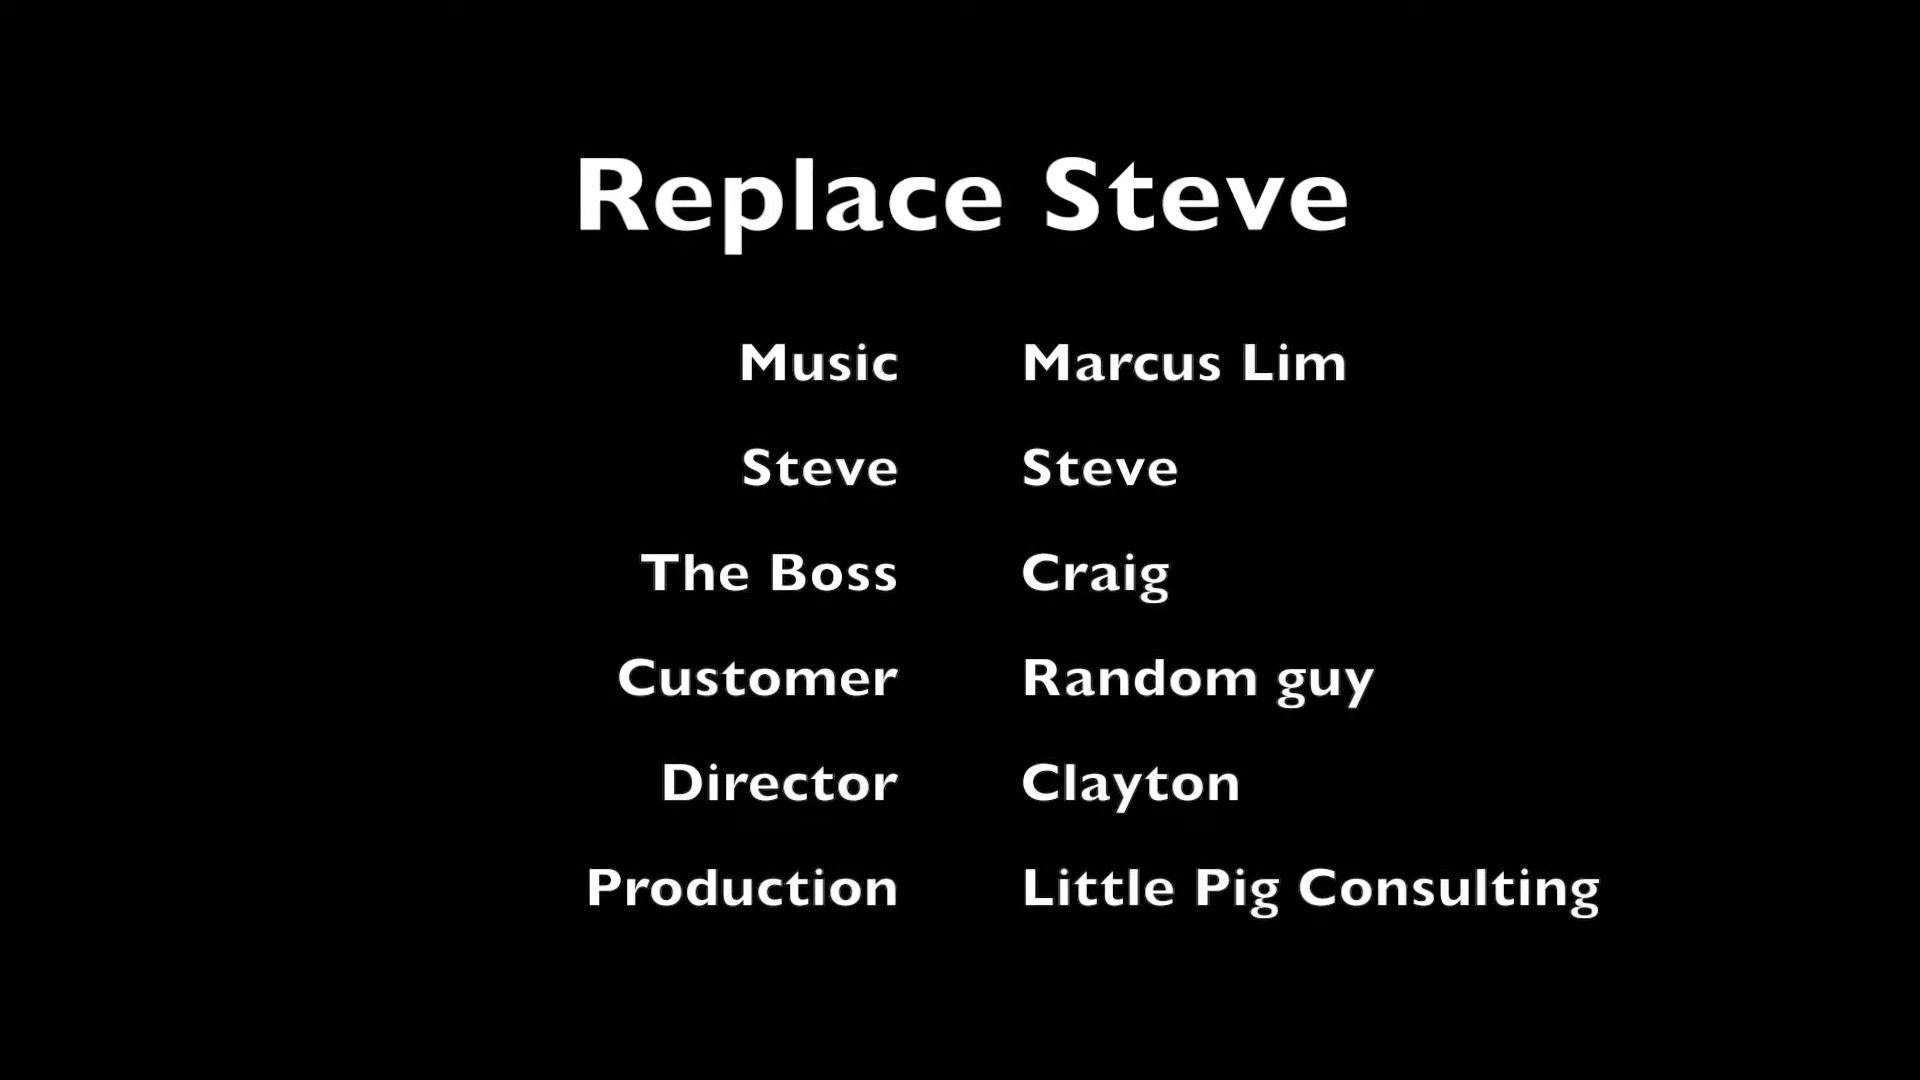 Replace Steve
Music Marcus Lim
Steve Steve
The Boss Craig
Customer Random guy
Director Clayton
Production Little Pig Consulting